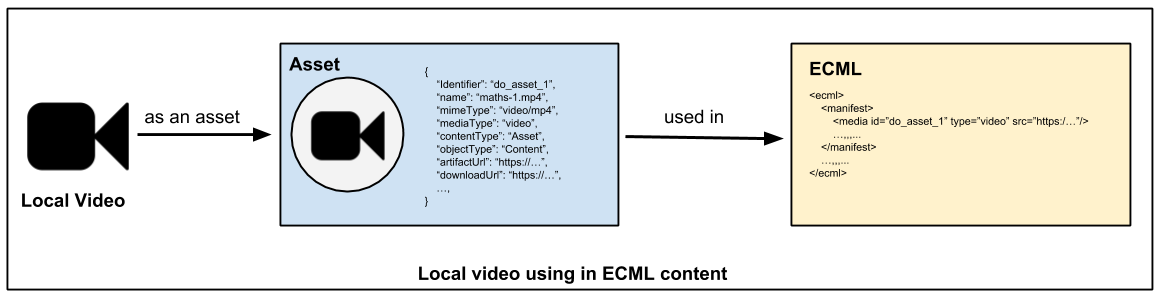 Local Video
as an asset
Asset
{
“Identifier”: “do_asset_1”,
“name”: “maths-1.mp4”,
“mimeType”: “video/mp4”,
“mediaType”: “video”,
“contentType”: “Asset”,
“objectType”: “Content”,
“artifactUrl”: “https://…”,
“downloadUrl”: “https://…”,
…,
}
used in
ECML
<ecml>
<manifest>
<media id=”do_asset_1” type=”video” src=”https:/…”/>
…,,,...
</manifest>
…,,,...
</ecml>
Local video using in ECML content